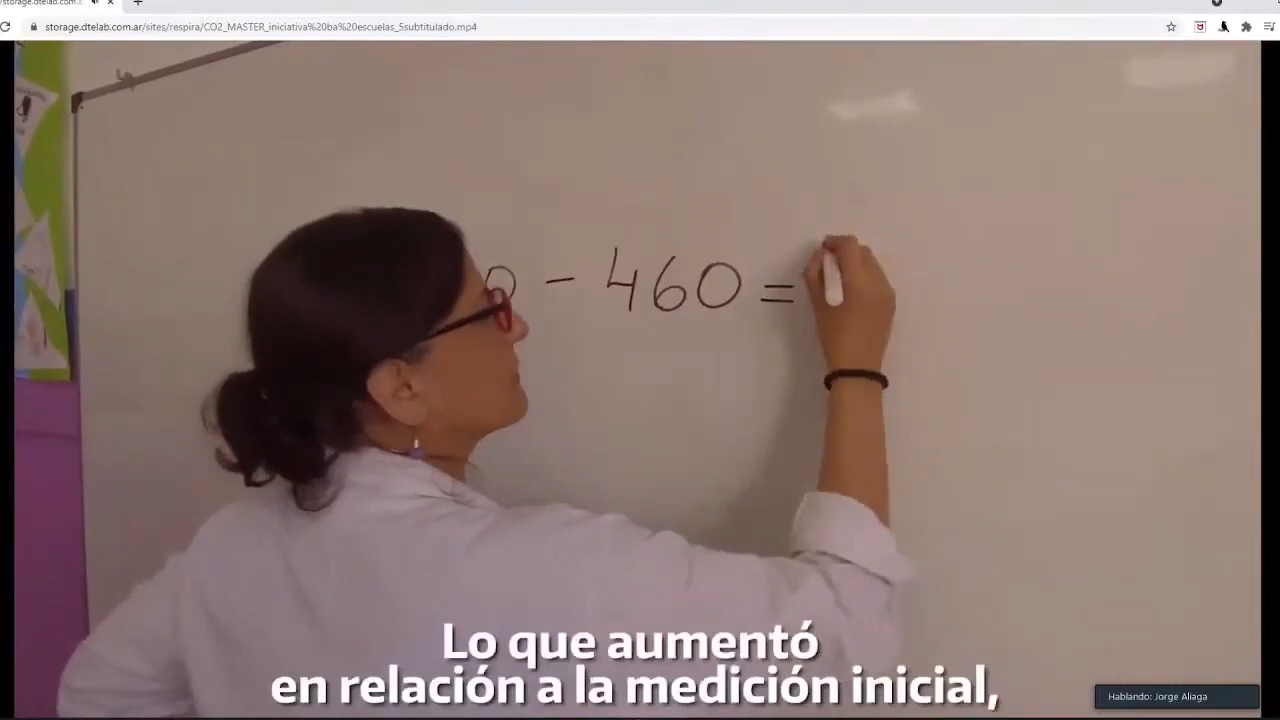 storage.dtelab.com.ar/sites/respira/CO2_MASTER_iniciativa%20ba%20escuelas_5subtitulado.mp4
0 - 460 =
Lo que aumentó
en relación a la medición inicial,
Hablando: Jorge Aliaga